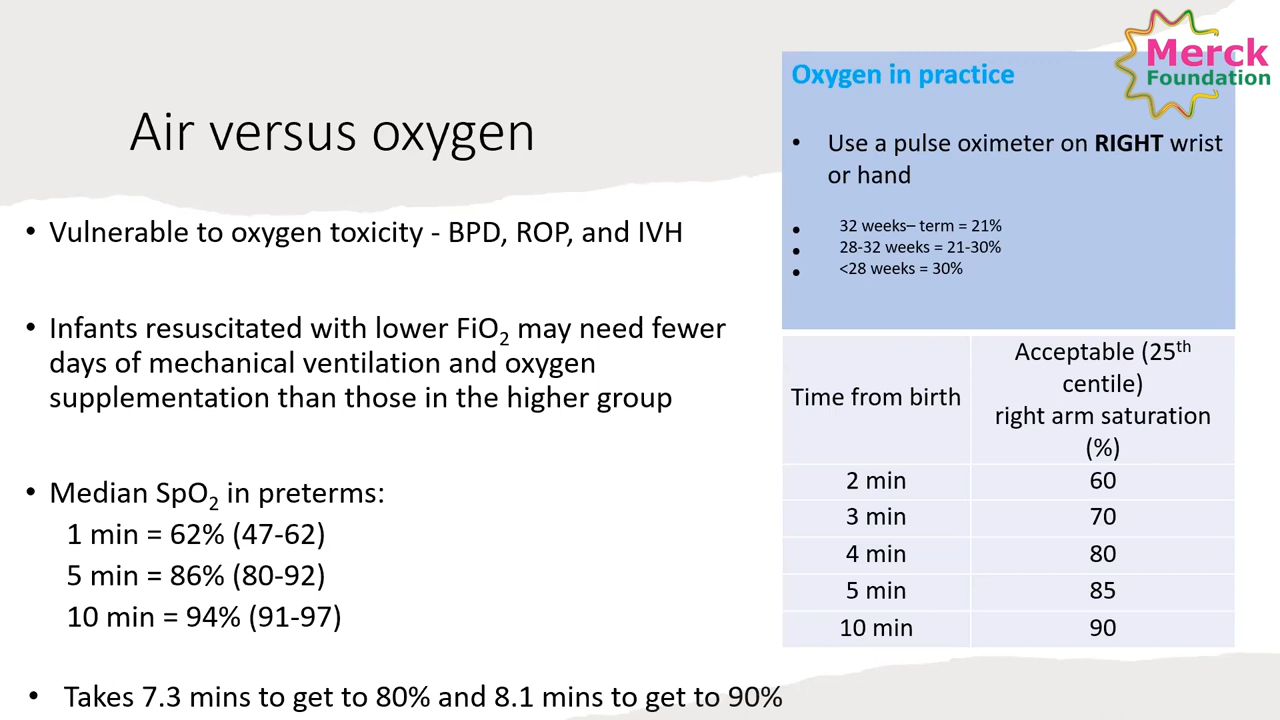 Merck
Foundation
Air versus oxygen
• Vulnerable to oxygen toxicity - BPD, ROP, and IVH
• Infants resuscitated with lower FiO2 may need fewer
days of mechanical ventilation and oxygen
supplementation than those in the higher group
• Median SpO2 in preterms:
1 min = 62% (47-62)
5 min = 86% (80-92)
10 min = 94% (91-97)
• Takes 7.3 mins to get to 80% and 8.1 mins to get to 90%
Oxygen in practice
• Use a pulse oximeter on RIGHT wrist
or hand
• 32 weeks– term = 21%
• 28-32 weeks = 21-30%
• <28 weeks = 30%
Time from birth
Acceptable (25th
centile)
right arm saturation
(%)
2 min 60
3 min 70
4 min 80
5 min 85
10 min 90